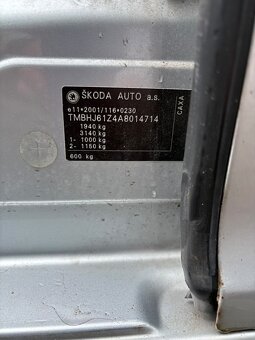 ŠKODA AUTO a.s.
e11*2001/116*0230
TMBHJ61Z4A8014714
1940 kg
3140 kg
1- 1000 kg
2- 1150 kg
600 kg
CAXA